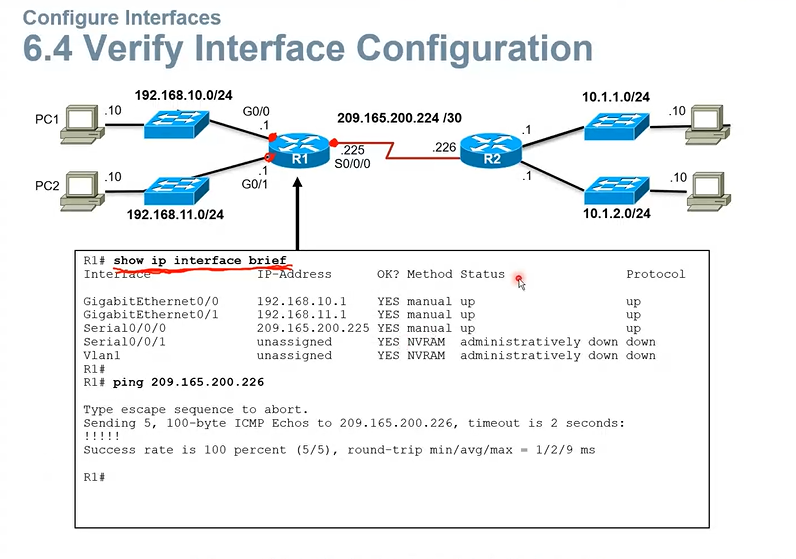 Configure Interfaces
6.4 Verify Interface Configuration
192.168.10.0/24
10.1.1.0/24
PC1
.10
G0/0
.1
209.165.200.224 /30
.1
.10
R1
.225
S0/0/0
.226
R2
PC2
.10
.1
G0/1
.1
.10
192.168.11.0/24
10.1.2.0/24
R1# show ip interface brief
Interface IP-Address OK? Method Status Protocol
GigabitEthernet0/0 192.168.10.1 YES manual up up
GigabitEthernet0/1 192.168.11.1 YES manual up up
Serial0/0/0 209.165.200.225 YES manual up up
Serial0/0/1 unassigned YES NVRAM administratively down down
Vlan1 unassigned YES NVRAM administratively down down
R1#
R1# ping 209.165.200.226
Type escape sequence to abort.
Sending 5, 100-byte ICMP Echos to 209.165.200.226, timeout is 2 seconds:
!!!!!
Success rate is 100 percent (5/5), round-trip min/avg/max = 1/2/9 ms
R1#